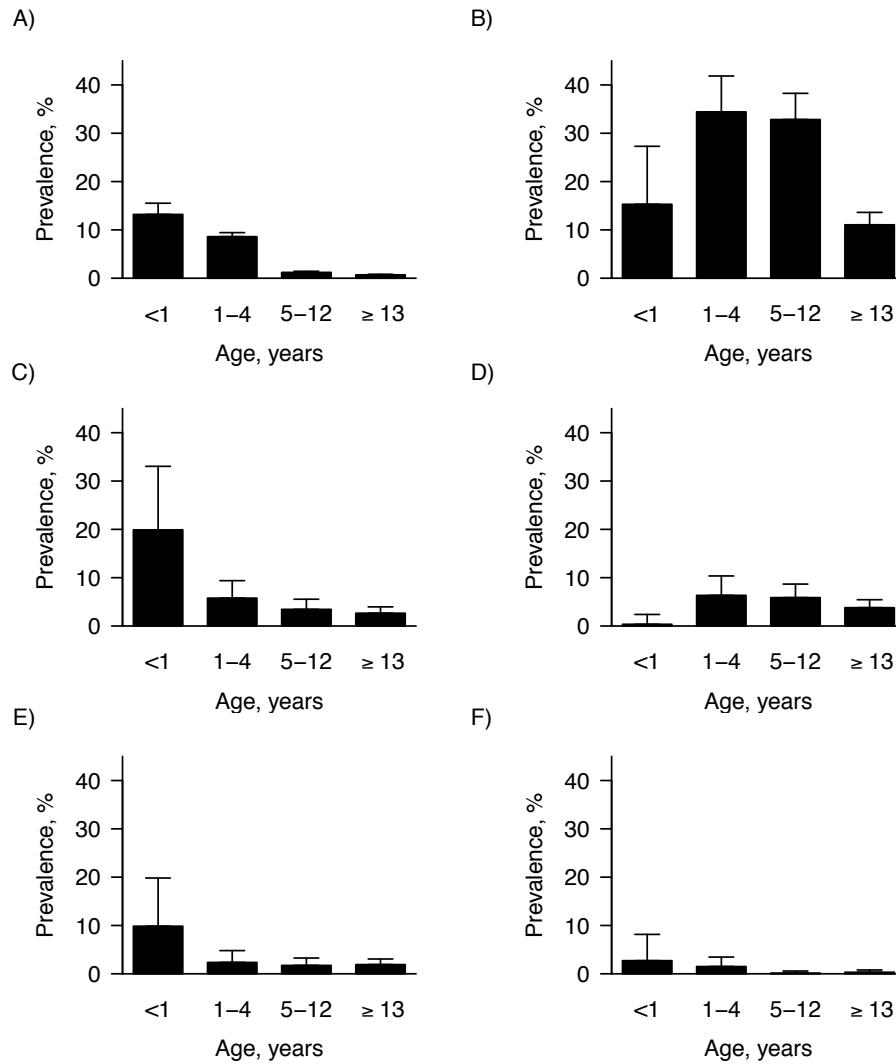 A)
Prevalence, %
40
30
20
10
0
<1 1–4 5–12 ≥ 13
Age, years
B)
Prevalence, %
40
30
20
10
0
<1 1–4 5–12 ≥ 13
Age, years
C)
Prevalence, %
40
30
20
10
0
<1 1–4 5–12 ≥ 13
Age, years
D)
Prevalence, %
40
30
20
10
0
<1 1–4 5–12 ≥ 13
Age, years
E)
Prevalence, %
40
30
20
10
0
<1 1–4 5–12 ≥ 13
Age, years
F)
Prevalence, %
40
30
20
10
0
<1 1–4 5–12 ≥ 13
Age, years